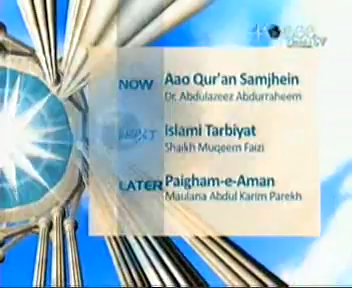 NOW Aao Qur'an Samjhein
Dr. Abdulazeez Abdurraheem
NEXT Islami Tarbiyat
Shaikh Muqeem Faizi
LATER Paigham-e-Aman
Maulana Abdul Karim Parekh